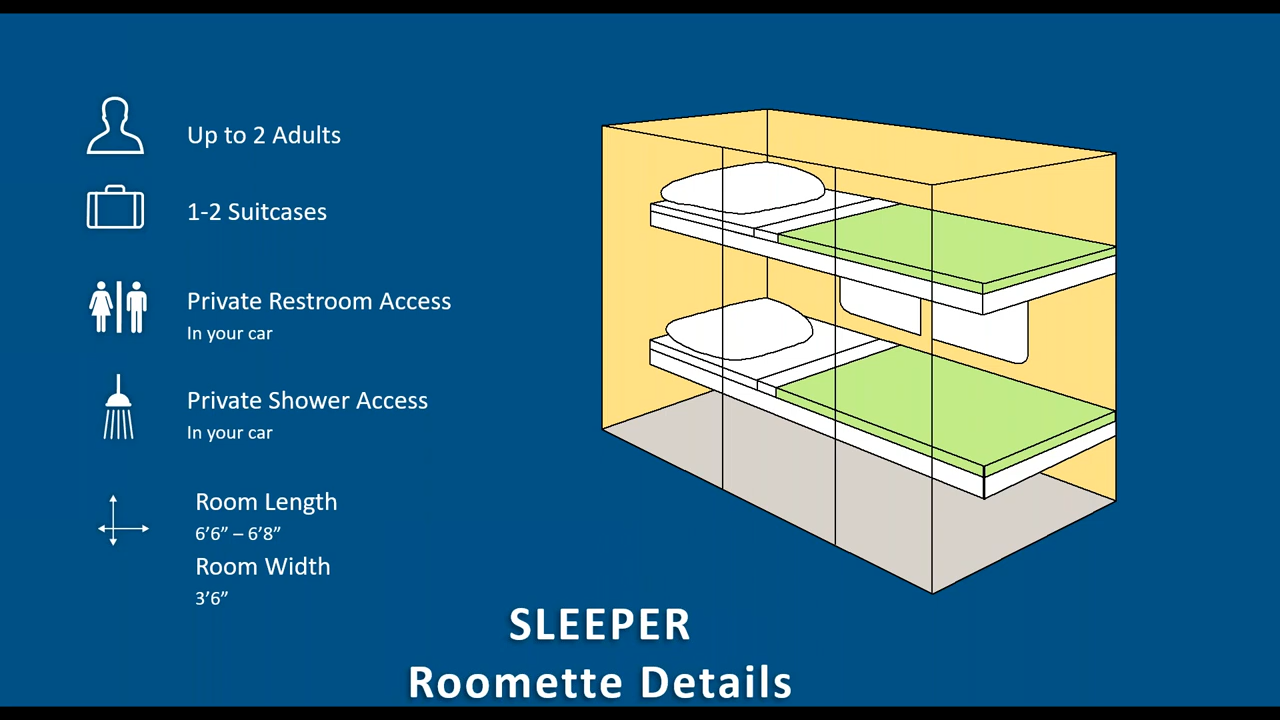 Up to 2 Adults
1-2 Suitcases
Private Restroom Access
In your car
Private Shower Access
In your car
Room Length
6’6” – 6’8”
Room Width
3’6”
SLEEPER
Roomette Details